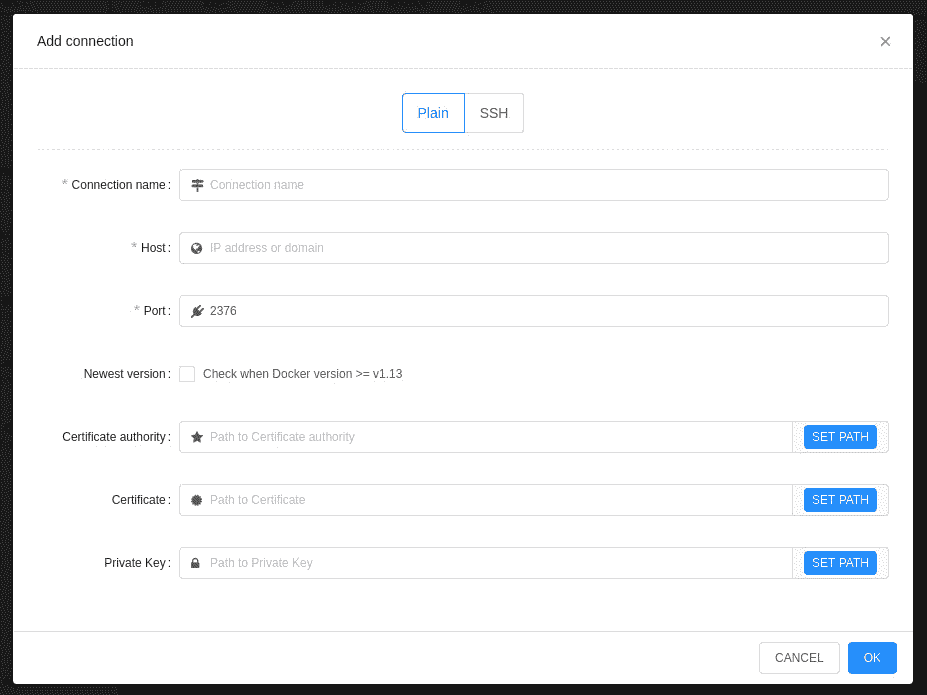 Add connection
Plain SSH
* Connection name: Connection name
* Host: IP address or domain
* Port: 2376
Newest version: Check when Docker version >= v1.13
Certificate authority: Path to Certificate authority SET PATH
Certificate: Path to Certificate SET PATH
Private Key: Path to Private Key SET PATH
CANCEL OK